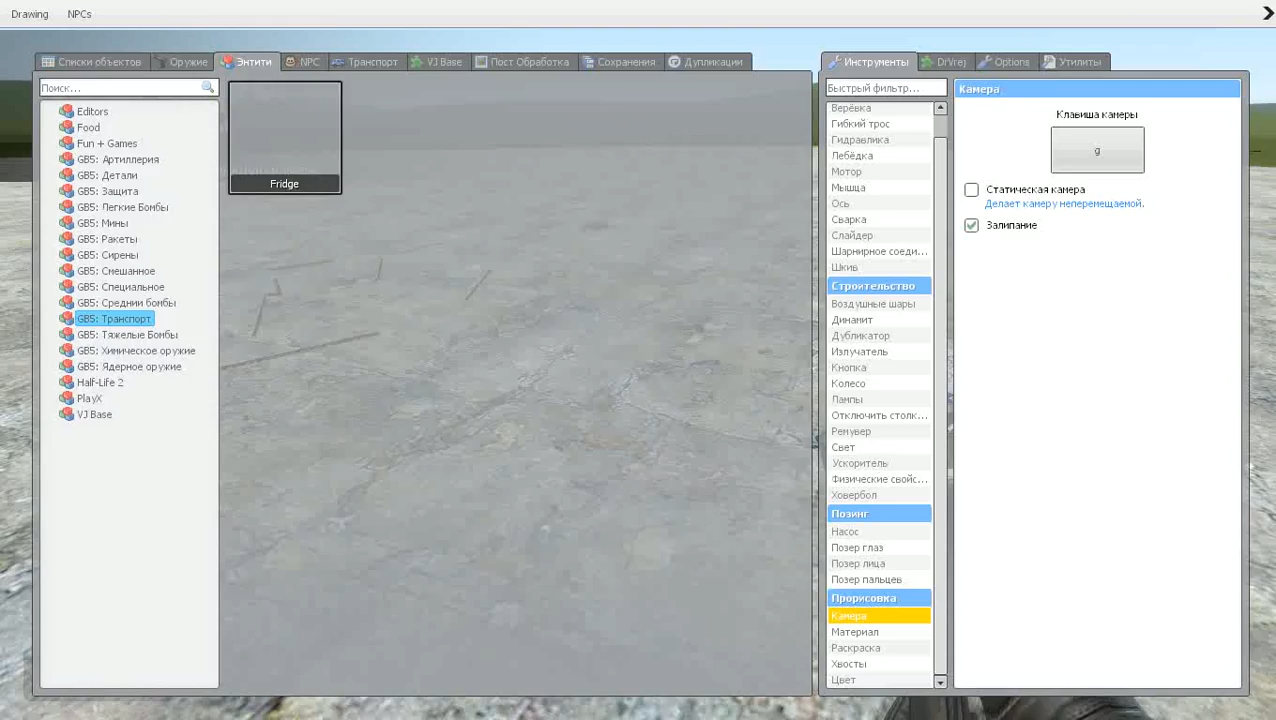 Drawing NPCs
Списки объектов Оружие Энтити NPC Транспорт VJ Base Пост Обработка Сохранения Дупликации
Поиск...
Editors
Food
Fun + Games
GB5: Артиллерия
GB5: Детали
GB5: Защита
GB5: Легкие Бомбы
GB5: Мины
GB5: Ракеты
GB5: Сирены
GB5: Смешанное
GB5: Специальное
GB5: Среднии бомбы
GB5: Транспорт
GB5: Тяжелые Бомбы
GB5: Химическое оружие
GB5: Ядерное оружие
Half-Life 2
PlayX
VJ Base
Fridge
Инструменты DrVrej Options Утилиты
Быстрый фильтр...
Верёвка
Гибкий трос
Гидравлика
Лебёдка
Мотор
Мышца
Ось
Сварка
Слайдер
Шарнирное соеди...
Шкив
Строительство
Воздушные шары
Динамит
Дубликатор
Излучатель
Кнопка
Колесо
Лампы
Отключить столк...
Ремувер
Свет
Ускоритель
Физические свойс...
Ховербол
Позинг
Насос
Позер глаз
Позер лица
Позер пальцев
Прорисовка
Камера
Материал
Раскраска
Хвосты
Цвет
Камера
Клавиша камеры
g
Статическая камера
Делает камеру неперемещаемой.
Залипание